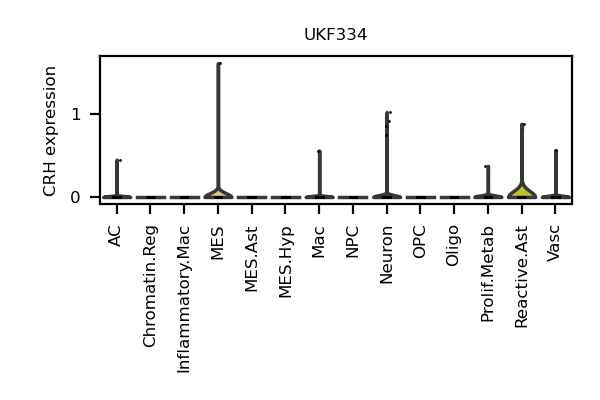 UKF334
CRH expression
1
0
AC
Chromatin.Reg
Inflammatory.Mac
MES
MES.Ast
MES.Hyp
Mac
NPC
Neuron
OPC
Oligo
Prolif.Metab
Reactive.Ast
Vasc